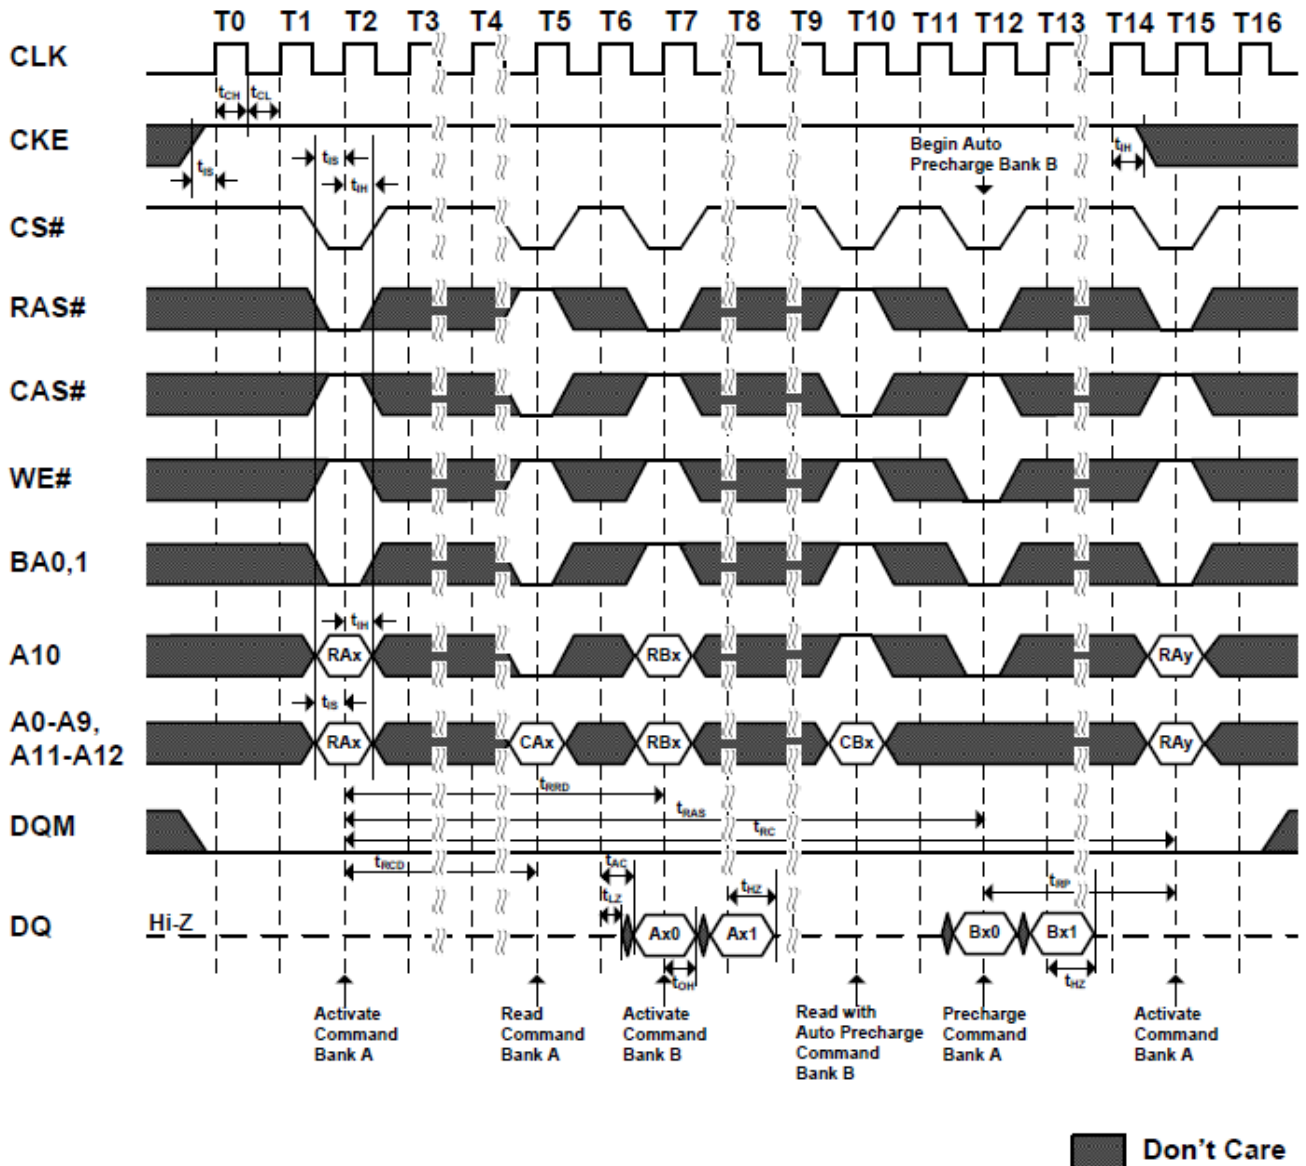 T0 T1 T2 T3 T4 T5 T6 T7 T8 T9 T10 T11 T12 T13 T14 T15 T16
CLK
tCH tCL
CKE
tIS
tIS
tIH
Begin Auto
Precharge Bank B
tIH
CS#
RAS#
CAS#
WE#
BA0,1
tIH
A10
RAx RBx RAy
tIS
A0-A9,
A11-A12
RAx CAx RBx CBx RAy
tRRD
tRAS
tRC
DQM
tRCD
tAC
tLZ
tHZ
tRP
DQ
Hi-Z
Ax0 Ax1 Bx0 Bx1
tOH
tHZ
Activate
Command
Bank A
Read
Command
Bank A
Activate
Command
Bank B
Read with
Auto Precharge
Command
Bank B
Precharge
Command
Bank A
Activate
Command
Bank A
Don't Care